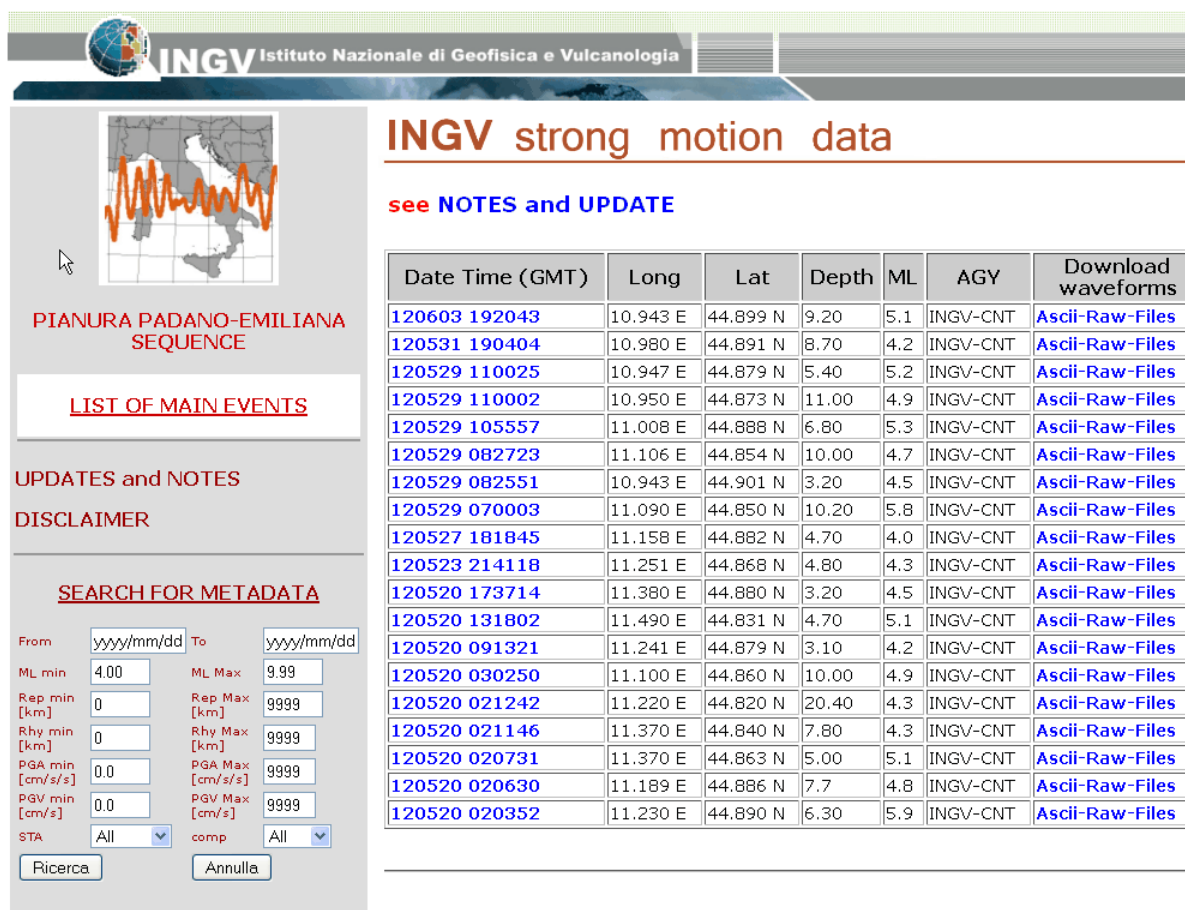 INGV Istituto Nazionale di Geofisica e Vulcanologia
PIANURA PADANO-EMILIANA
SEQUENCE
LIST OF MAIN EVENTS
UPDATES and NOTES
DISCLAIMER
SEARCH FOR METADATA
From yyyy/mm/dd To yyyy/mm/dd
ML min 4.00 ML Max 9.99
Rep min [km] 0 Rep Max [km] 9999
Rhy min [km] 0 Rhy Max [km] 9999
PGA min [cm/s/s] 0.0 PGA Max [cm/s/s] 9999
PGV min [cm/s] 0.0 PGV Max [cm/s] 9999
STA All comp All
Ricerca Annulla
INGV strong motion data
see NOTES and UPDATE
Date Time (GMT) Long Lat Depth ML AGY Download waveforms
120603 192043 10.943 E 44.899 N 9.20 5.1 INGV-CNT Ascii-Raw-Files
120531 190404 10.980 E 44.891 N 8.70 4.2 INGV-CNT Ascii-Raw-Files
120529 110025 10.947 E 44.879 N 5.40 5.2 INGV-CNT Ascii-Raw-Files
120529 110002 10.950 E 44.873 N 11.00 4.9 INGV-CNT Ascii-Raw-Files
120529 105557 11.008 E 44.888 N 6.80 5.3 INGV-CNT Ascii-Raw-Files
120529 082723 11.106 E 44.854 N 10.00 4.7 INGV-CNT Ascii-Raw-Files
120529 082551 10.943 E 44.901 N 3.20 4.5 INGV-CNT Ascii-Raw-Files
120529 070003 11.090 E 44.850 N 10.20 5.8 INGV-CNT Ascii-Raw-Files
120527 181845 11.158 E 44.882 N 4.70 4.0 INGV-CNT Ascii-Raw-Files
120523 214118 11.251 E 44.868 N 4.80 4.3 INGV-CNT Ascii-Raw-Files
120520 173714 11.380 E 44.880 N 3.20 4.5 INGV-CNT Ascii-Raw-Files
120520 131802 11.490 E 44.831 N 4.70 5.1 INGV-CNT Ascii-Raw-Files
120520 091321 11.241 E 44.879 N 3.10 4.2 INGV-CNT Ascii-Raw-Files
120520 030250 11.100 E 44.860 N 10.00 4.9 INGV-CNT Ascii-Raw-Files
120520 021242 11.220 E 44.820 N 20.40 4.3 INGV-CNT Ascii-Raw-Files
120520 021146 11.370 E 44.840 N 7.80 4.3 INGV-CNT Ascii-Raw-Files
120520 020731 11.370 E 44.863 N 5.00 5.1 INGV-CNT Ascii-Raw-Files
120520 020630 11.189 E 44.886 N 7.7 4.8 INGV-CNT Ascii-Raw-Files
120520 020352 11.230 E 44.890 N 6.30 5.9 INGV-CNT Ascii-Raw-Files